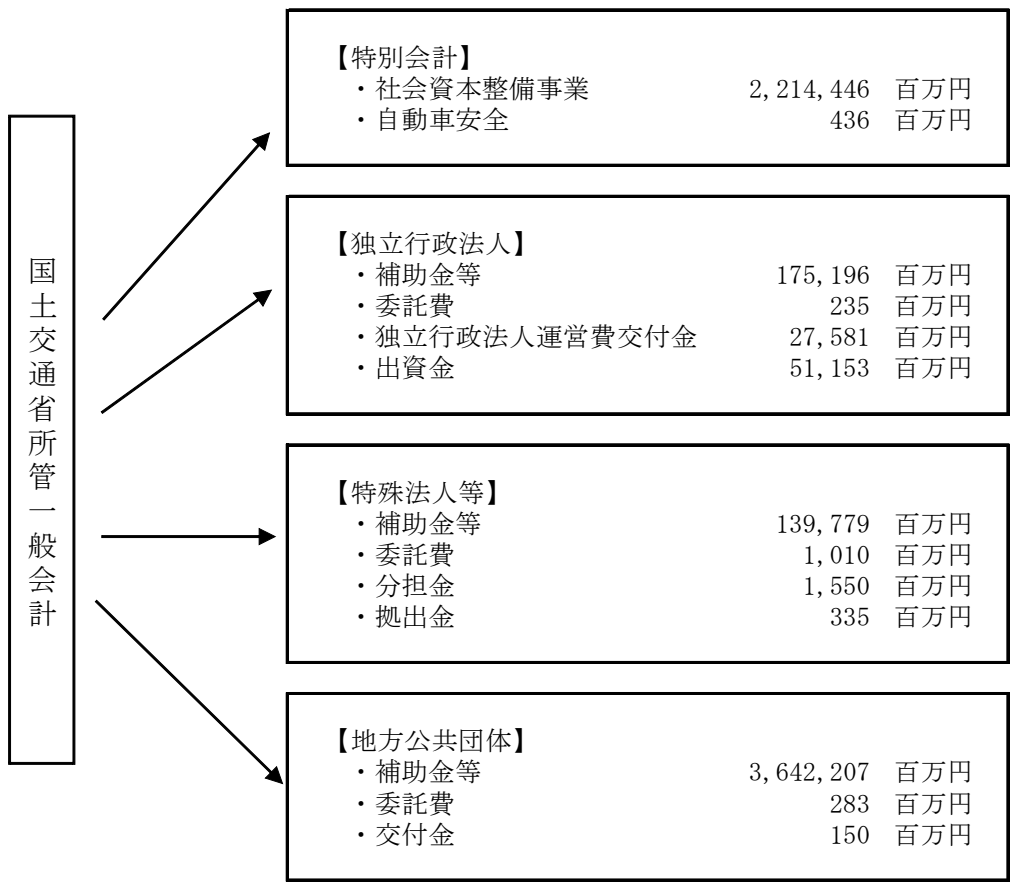 国土交通省所管一般会計
【特別会計】
・社会資本整備事業 2,214,446 百万円
・自動車安全 436 百万円
【独立行政法人】
・補助金等 175,196 百万円
・委託費 235 百万円
・独立行政法人運営費交付金 27,581 百万円
・出資金 51,153 百万円
【特殊法人等】
・補助金等 139,779 百万円
・委託費 1,010 百万円
・分担金 1,550 百万円
・拠出金 335 百万円
【地方公共団体】
・補助金等 3,642,207 百万円
・委託費 283 百万円
・交付金 150 百万円